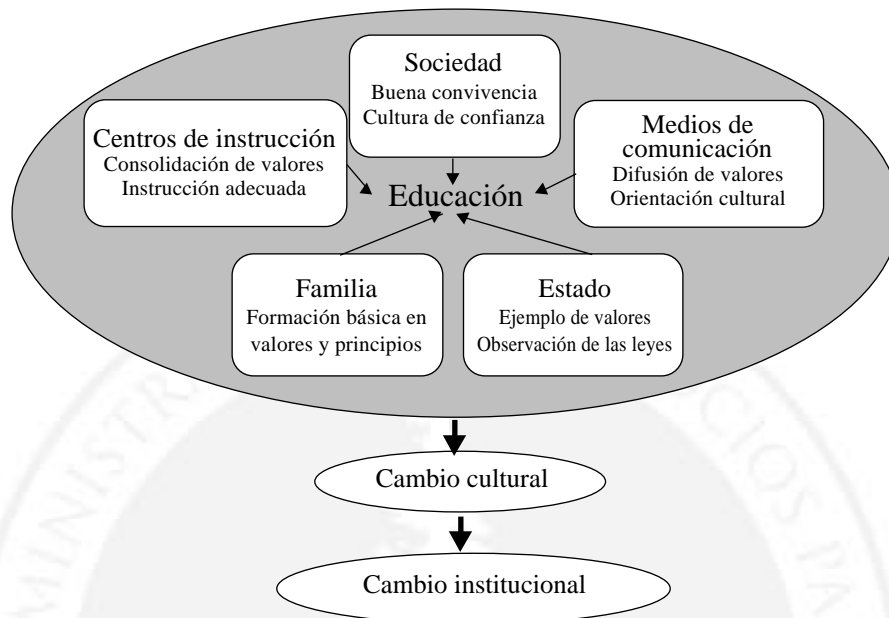 Sociedad
Buena convivencia
Cultura de confianza
Centros de instrucción
Consolidación de valores
Instrucción adecuada
Medios de
comunicación
Difusión de valores
Orientación cultural
Educación
Familia
Formación básica en
valores y principios
Estado
Ejemplo de valores
Observación de las leyes
Cambio cultural
Cambio institucional